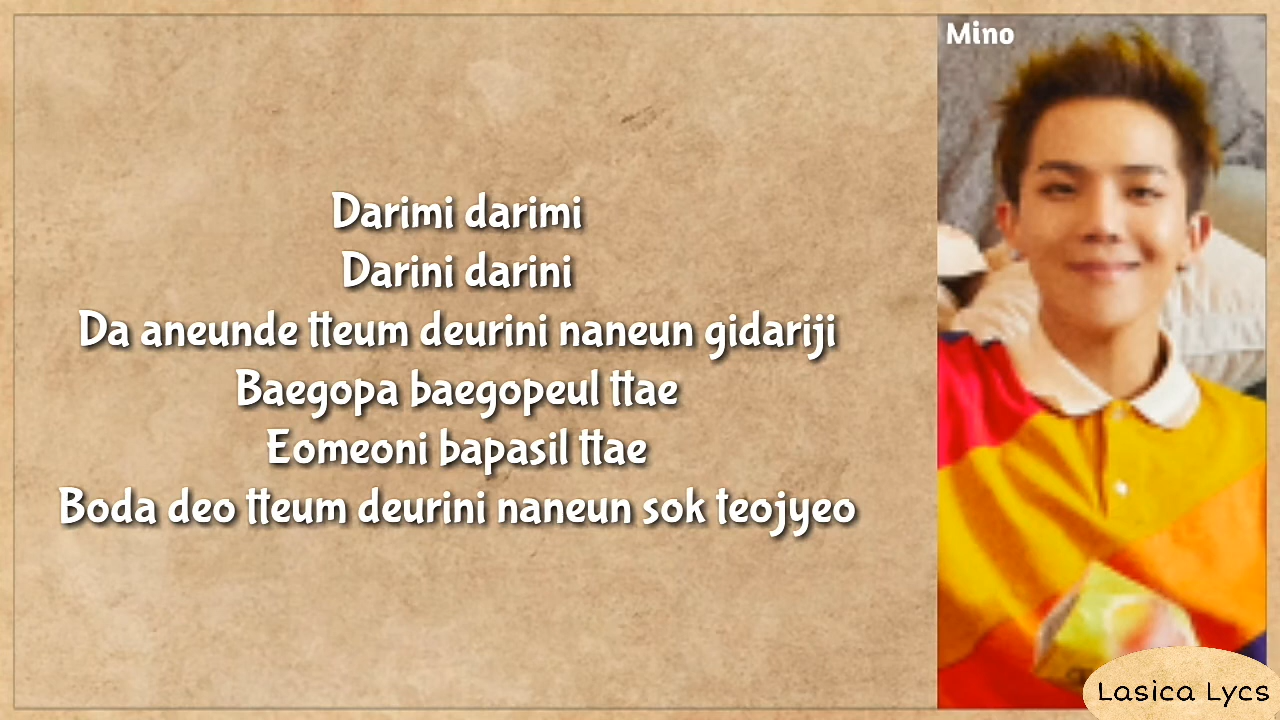 Mino
Darimi darimi
Darini darini
Da aneunde tteum deurini naneun gidariji
Baegopa baegopeul ttae
Eomeoni bapasil ttae
Boda deo tteum deurini naneun sok teojyeo
Lasica Lycs